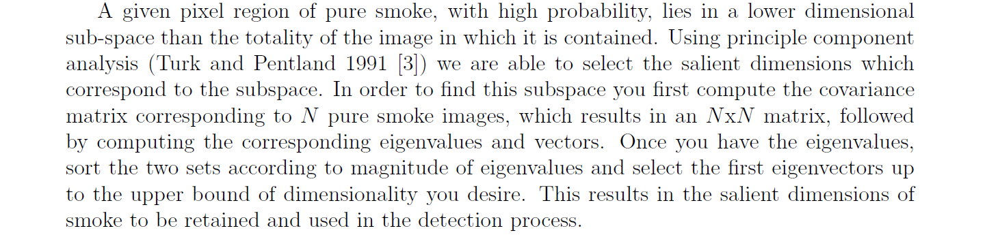 A given pixel region of pure smoke, with high probability, lies in a lower dimensional
sub-space than the totality of the image in which it is contained. Using principle component
analysis (Turk and Pentland 1991 [3]) we are able to select the salient dimensions which
correspond to the subspace. In order to find this subspace you first compute the covariance
matrix corresponding to N pure smoke images, which results in an NxN matrix, followed
by computing the corresponding eigenvalues and vectors. Once you have the eigenvalues,
sort the two sets according to magnitude of eigenvalues and select the first eigenvectors up
to the upper bound of dimensionality you desire. This results in the salient dimensions of
smoke to be retained and used in the detection process.